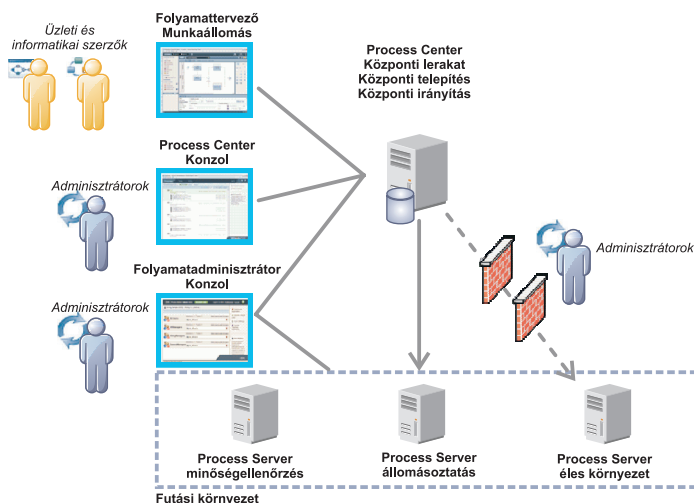 Üzleti és
informatikai szerzők
Folyamattervező
Munkaállomás
Process Center
Központi lerakat
Központi telepítés
Központi irányítás
Process Center
Konzol
Adminisztrátorok
Adminisztrátorok
Folyamatadminisztrátor
Konzol
Adminisztrátorok
Process Server
minőségellenőrzés
Process Server
állomásoztatás
Process Server
éles környezet
Futási környezet